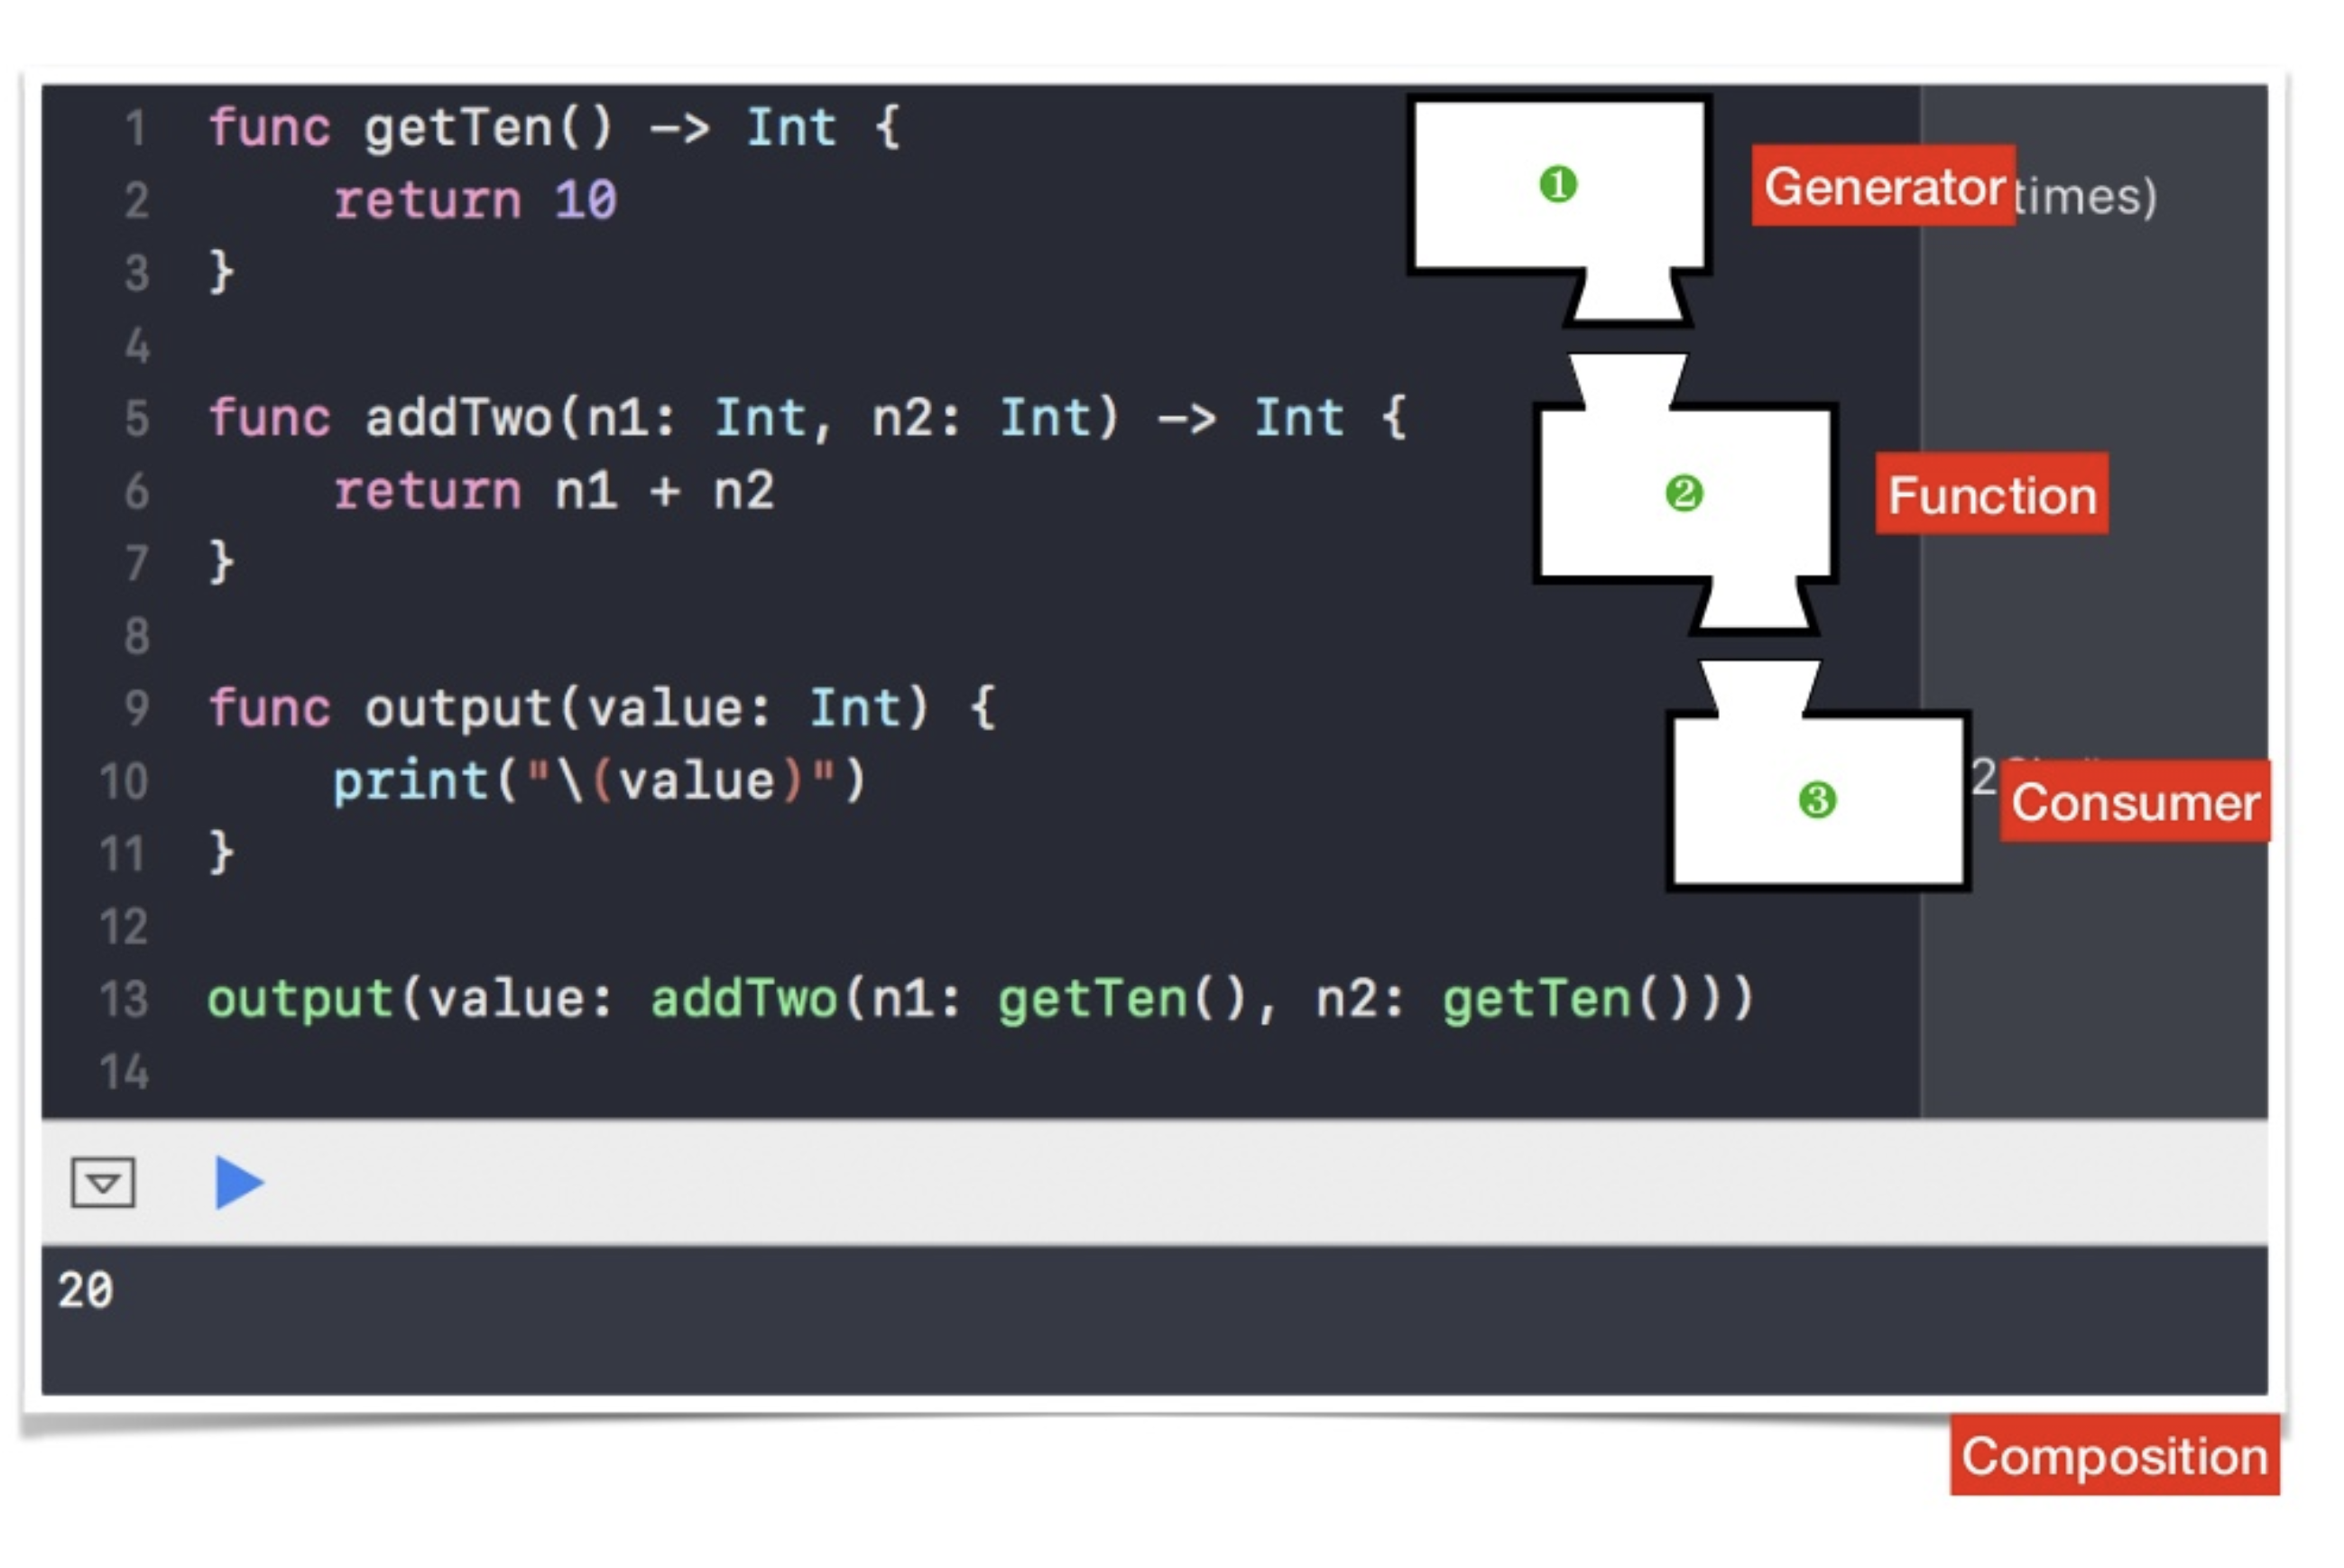 1 func getTen() -> Int {
2 return 10
3 }
4
5 func addTwo(n1: Int, n2: Int) -> Int {
6 return n1 + n2
7 }
8
9 func output(value: Int) {
10 print("\(value)")
11 }
12
13 output(value: addTwo(n1: getTen(), n2: getTen()))
14
❶
Generator
times)
❷
Function
❸
2
Consumer
20
Composition